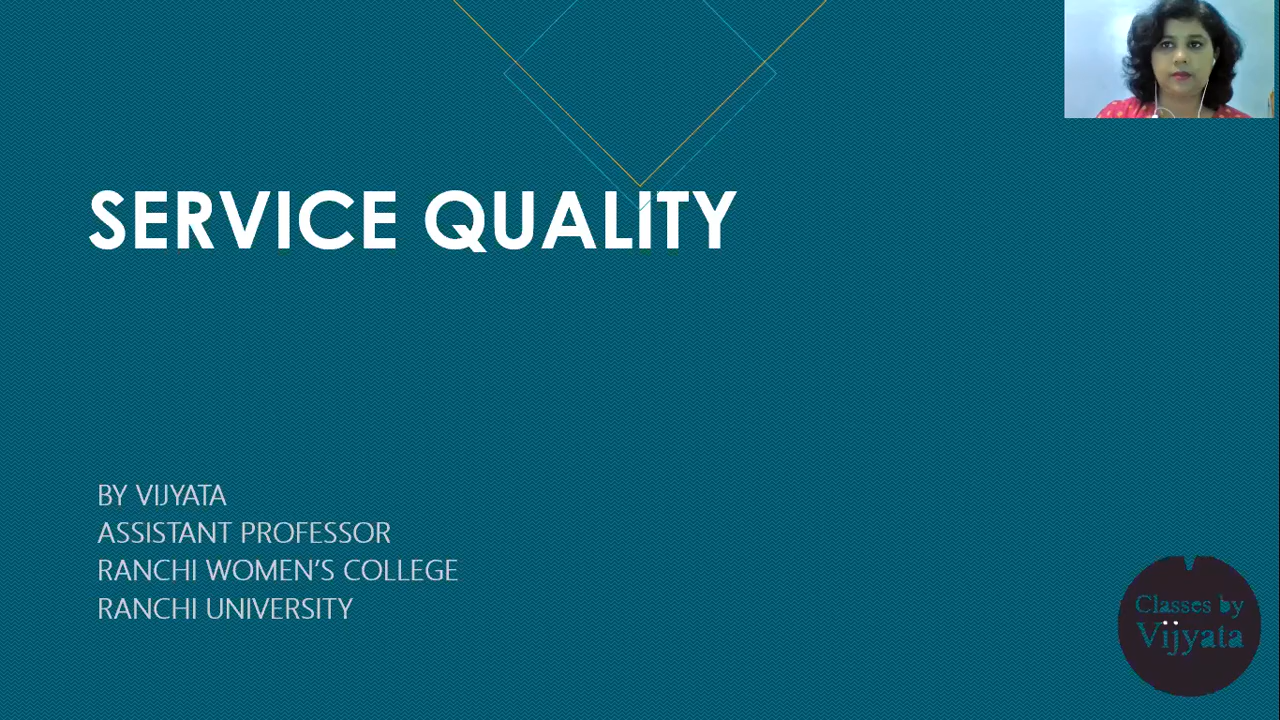 SERVICE QUALITY
BY VIJYATA
ASSISTANT PROFESSOR
RANCHI WOMEN'S COLLEGE
RANCHI UNIVERSITY
Classes by
Vijyata